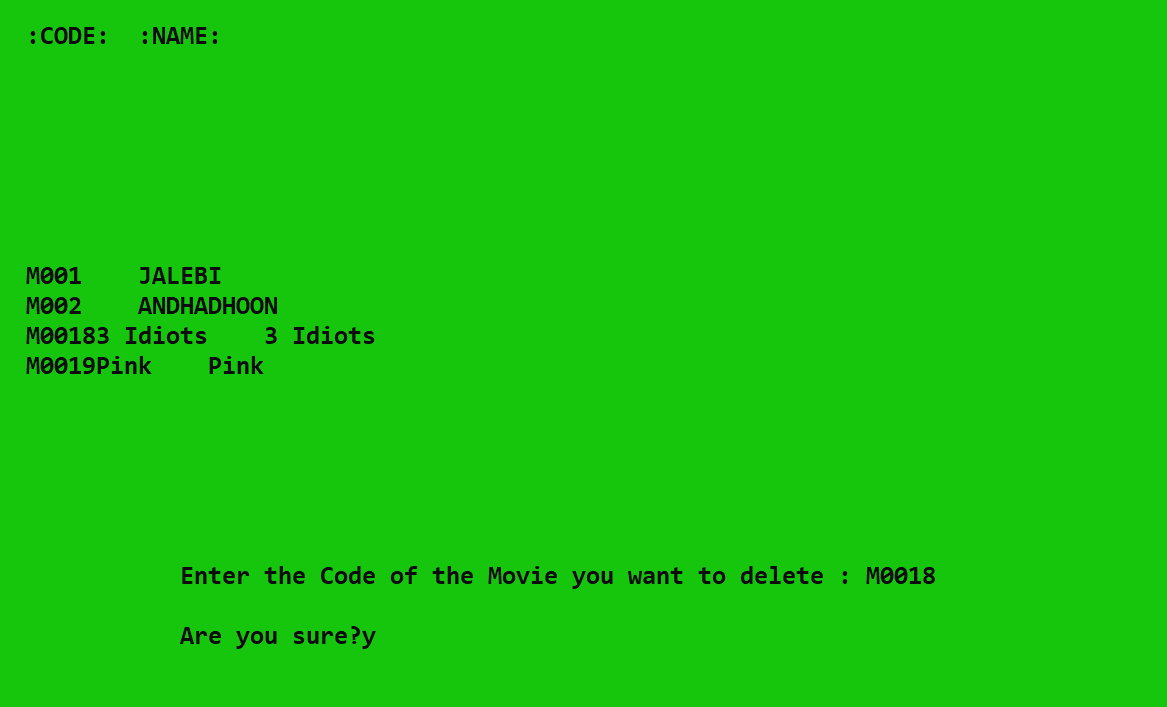 :CODE:  :NAME:
M001    JALEBI
M002    ANDHADHOON
M00183 Idiots    3 Idiots
M0019Pink    Pink
Enter the Code of the Movie you want to delete : M0018
Are you sure?y